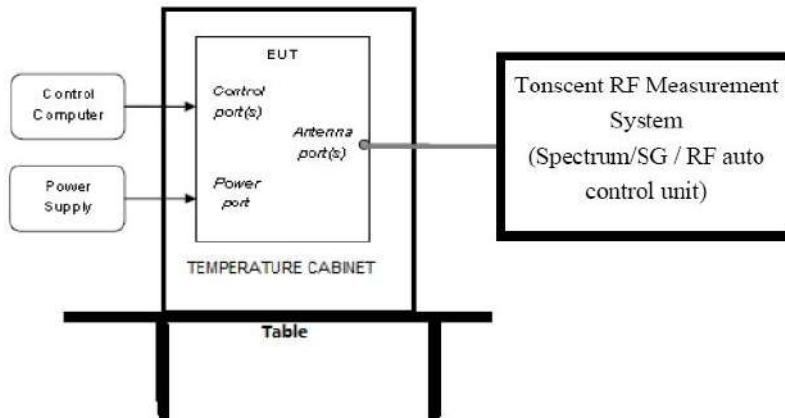 EUT
Control
Computer
Control
port(s)
Antenna
port(s)
Power
Supply
Power
port
TEMPERATURE CABINET
Table
Tonscent RF Measurement
System
(Spectrum/SG / RF auto
control unit)